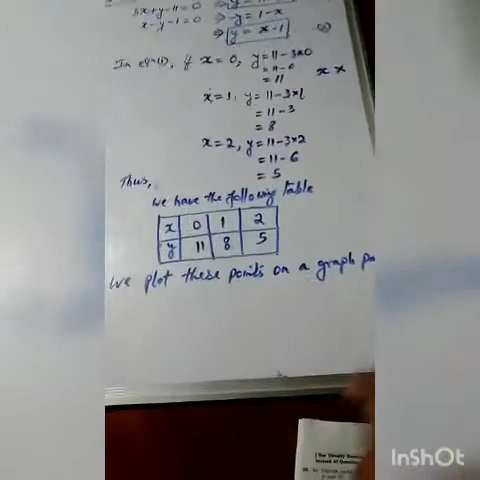 3x+y-11=0
x-y-1=0 ⇒ -y = 1-x
⇒ y = x-1
In eqn (1), if x = 0, y = 11-3×0
= 11-0
= 11
x = 1, y = 11-3×1
= 11-3
= 8
x = 2, y = 11-3×2
= 11-6
= 5
Thus,
we have the following table
x 0 1 2
y 11 8 5
we plot these points on a graph pa
InShOt